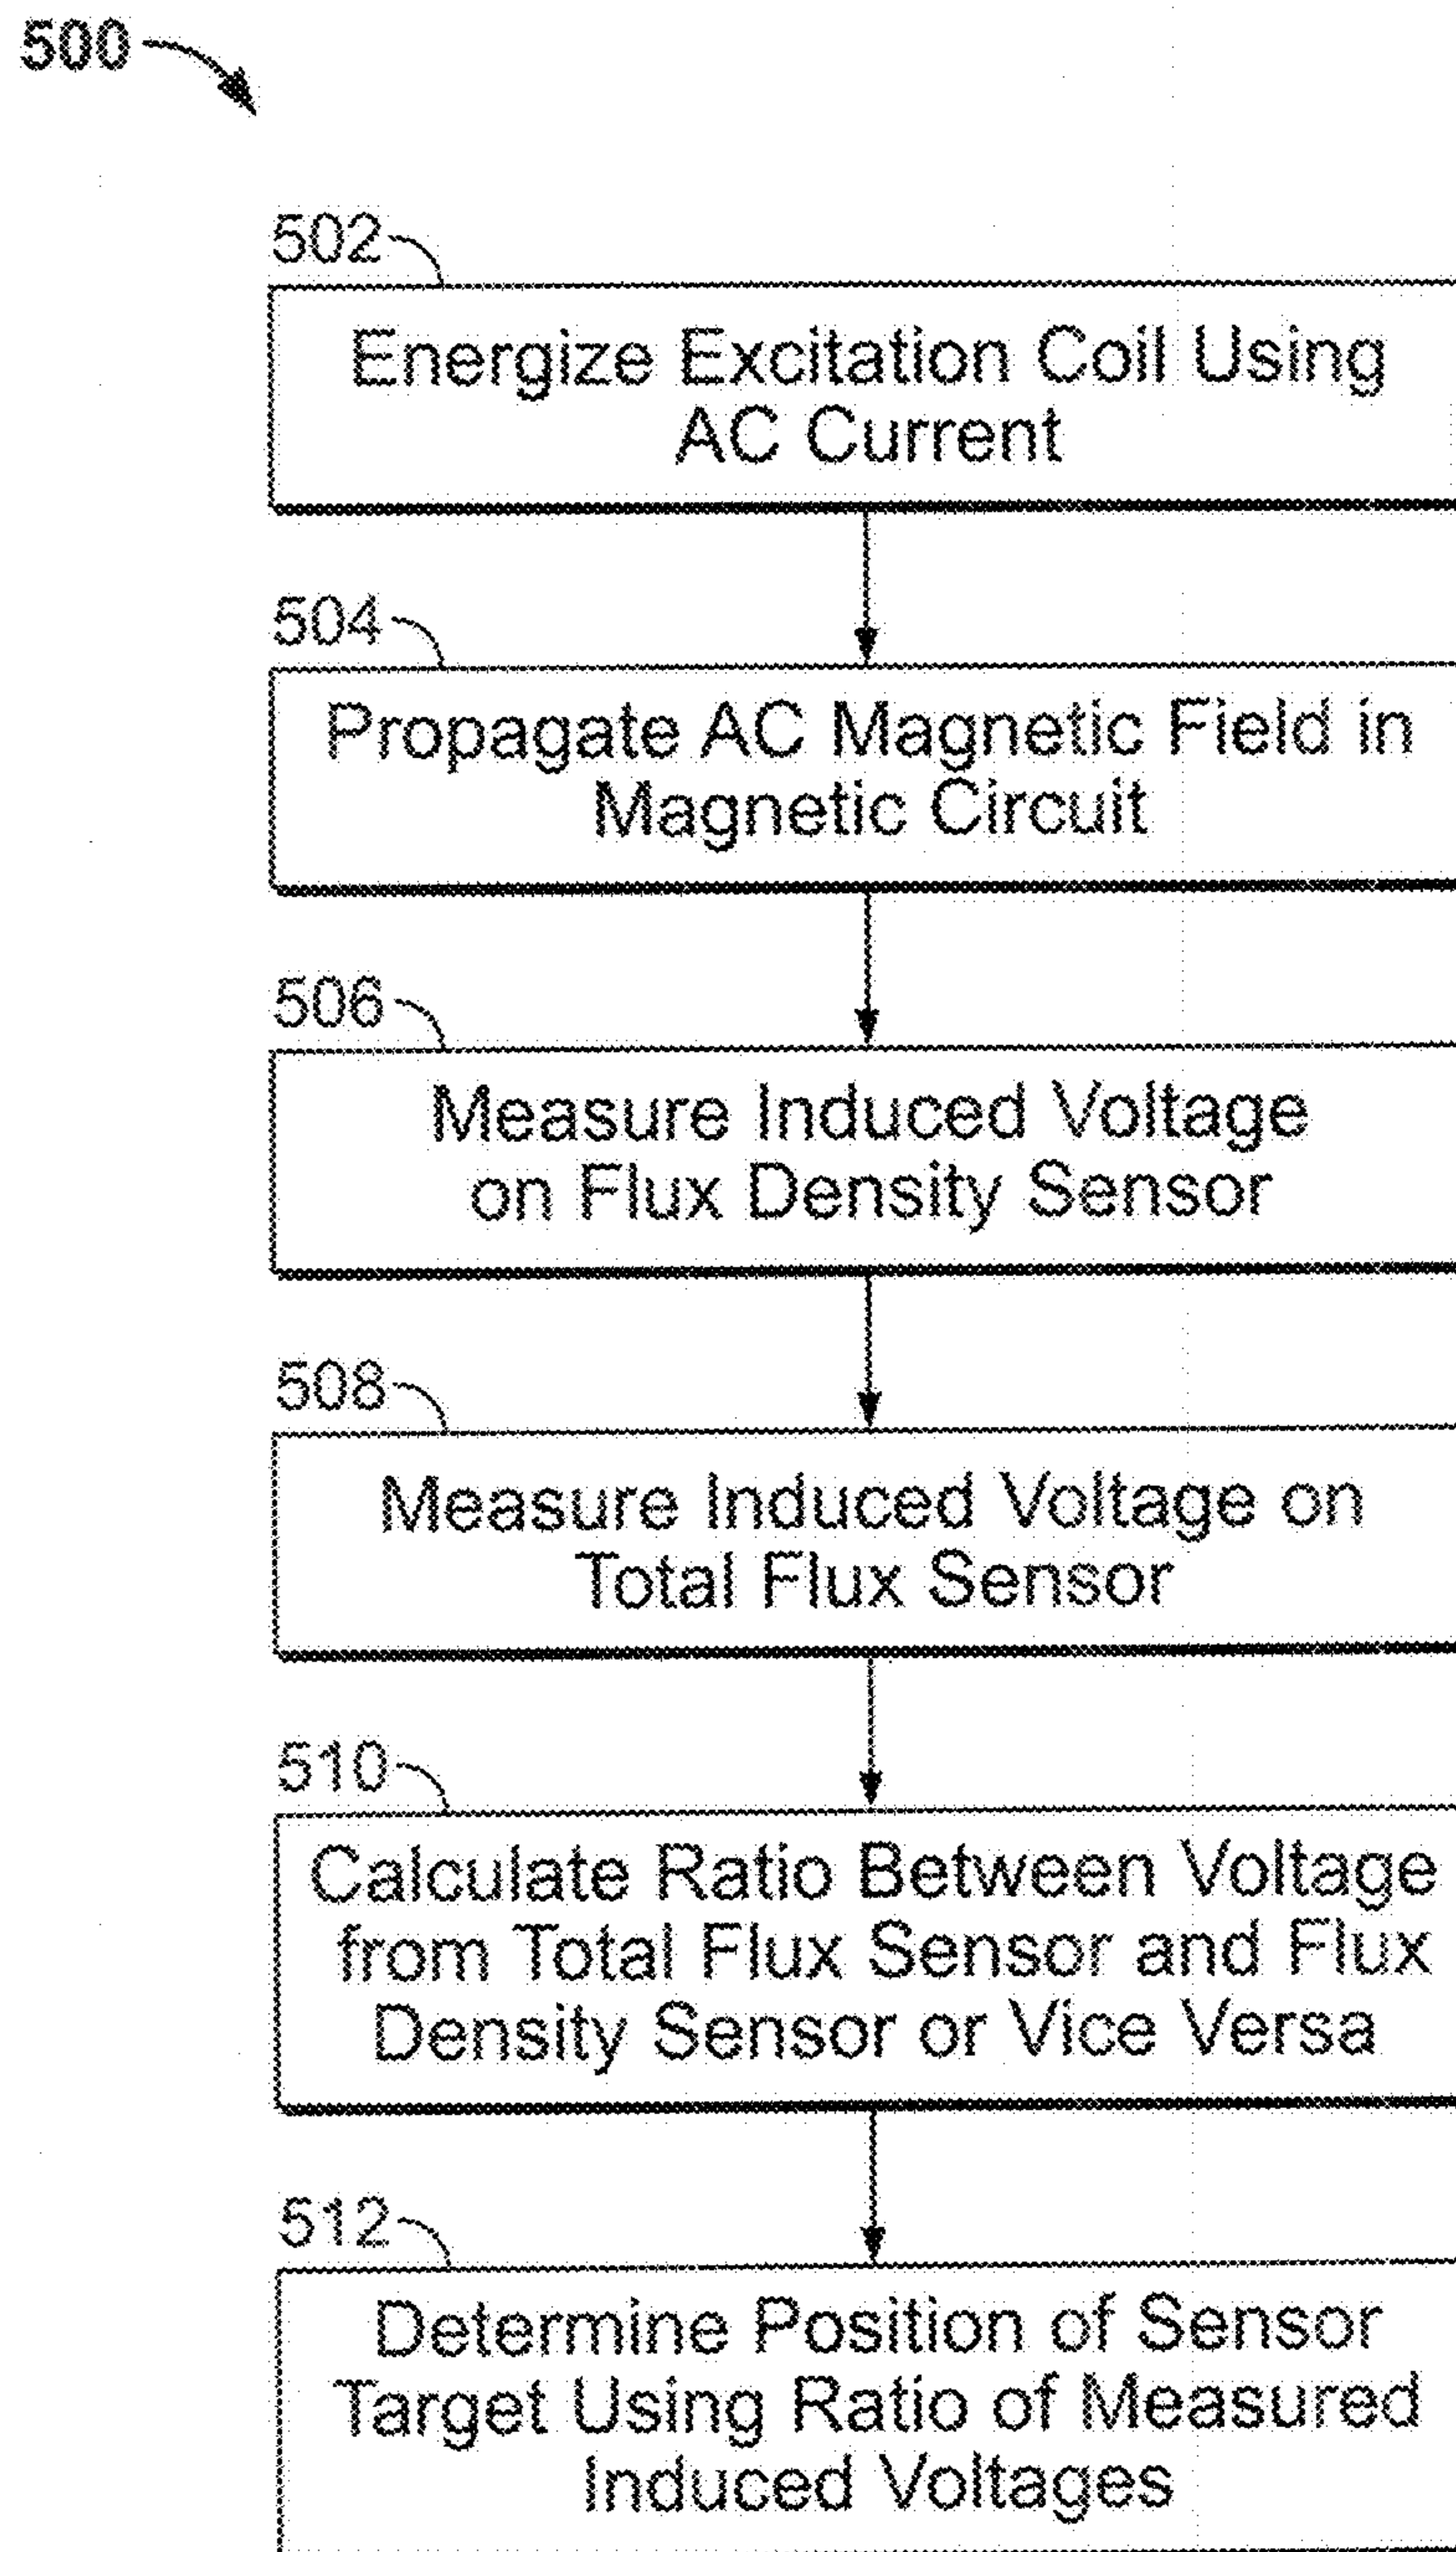 500
502
Energize Excitation Coil Using
AC Current
504
Propagate AC Magnetic Field in
Magnetic Circuit
506
Measure Induced Voltage
on Flux Density Sensor
508
Measure Induced Voltage on
Total Flux Sensor
510
Calculate Ratio Between Voltage
from Total Flux Sensor and Flux
Density Sensor or Vice Versa
512
Determine Position of Sensor
Target Using Ratio of Measured
Induced Voltages